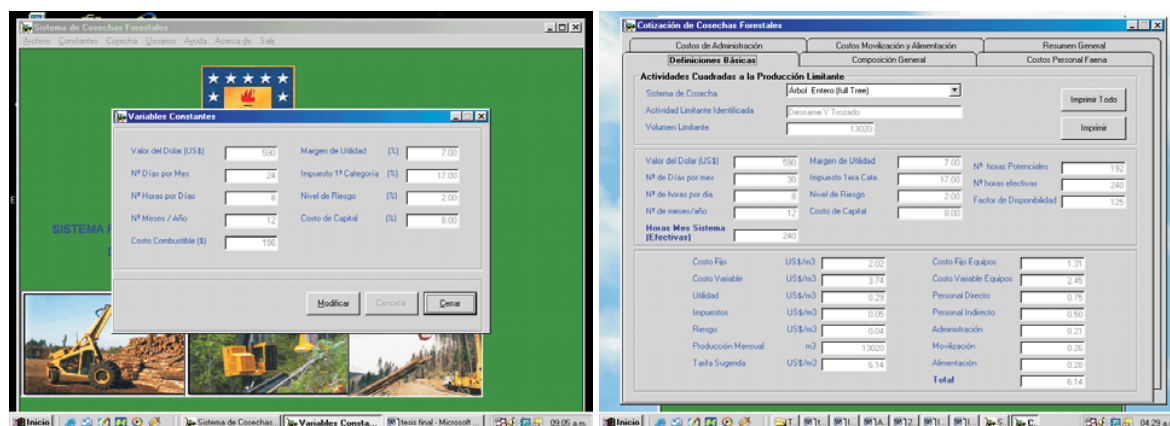 Sistema de Cosechas Forestales
Archivo Constantes Cosecha Usuarios Ayuda Acerca de Salir
Variables Constantes
Valor del Dolar (US$) 590 Margen de Utilidad (%) 7.00
Nº Días por Mes 24 Impuesto 1ª Categoría (%) 17.00
Nº Horas por Días 8 Nivel de Riesgo (%) 2.00
Nº Meses / Año 12 Costo de Capital (%) 8.00
Costo Combustible ($) 196
SISTEMA
Modificar Cancelar Cerrar
Inicio Sistema de Cosechas... Variables Consta... tesis final - Microsoft ... 09:05 a.m.
Cotización de Cosechas Forestales
Costos de Administración Costos Movilización y Alimentación Resumen General
Definiciones Básicas Composición General Costos Personal Faena
Actividades Cuadradas a la Producción Limitante
Sistema de Cosecha Árbol Entero (full Tree)
Actividad Limitante Identificada Desrame Y Trozado
Volumen Limitante 13020
Imprimir Todo
Imprimir
Valor del Dolar (US$) 590 Margen de Utilidad 7.00 Nº horas Potenciales 192
Nº de Días por mes 30 Impuesto 1era Cate. 17.00 Nº horas efectivas 240
Nº de horas por dia 8 Nivel de Riesgo 2.00 Factor de Disponibilidad 125
Nº de meses/año 12 Costo de Capital 8.00
Horas Mes Sistema
(Efectivas) 240
Costo Fijo US$/m3 2.02 Costo Fijo Equipos 1.31
Costo Variable US$/m3 3.74 Costo Variable Equipos 2.45
Utilidad US$/m3 0.29 Personal Directo 0.75
Impuestos US$/m3 0.05 Personal Indirecto 0.50
Riesgo US$/m3 0.04 Administración 0.21
Producción Mensual m3 13020 Movilización 0.26
Tarifa Sugerida US$/m3 6.14 Alimentación 0.28
Total 6.14
Inicio